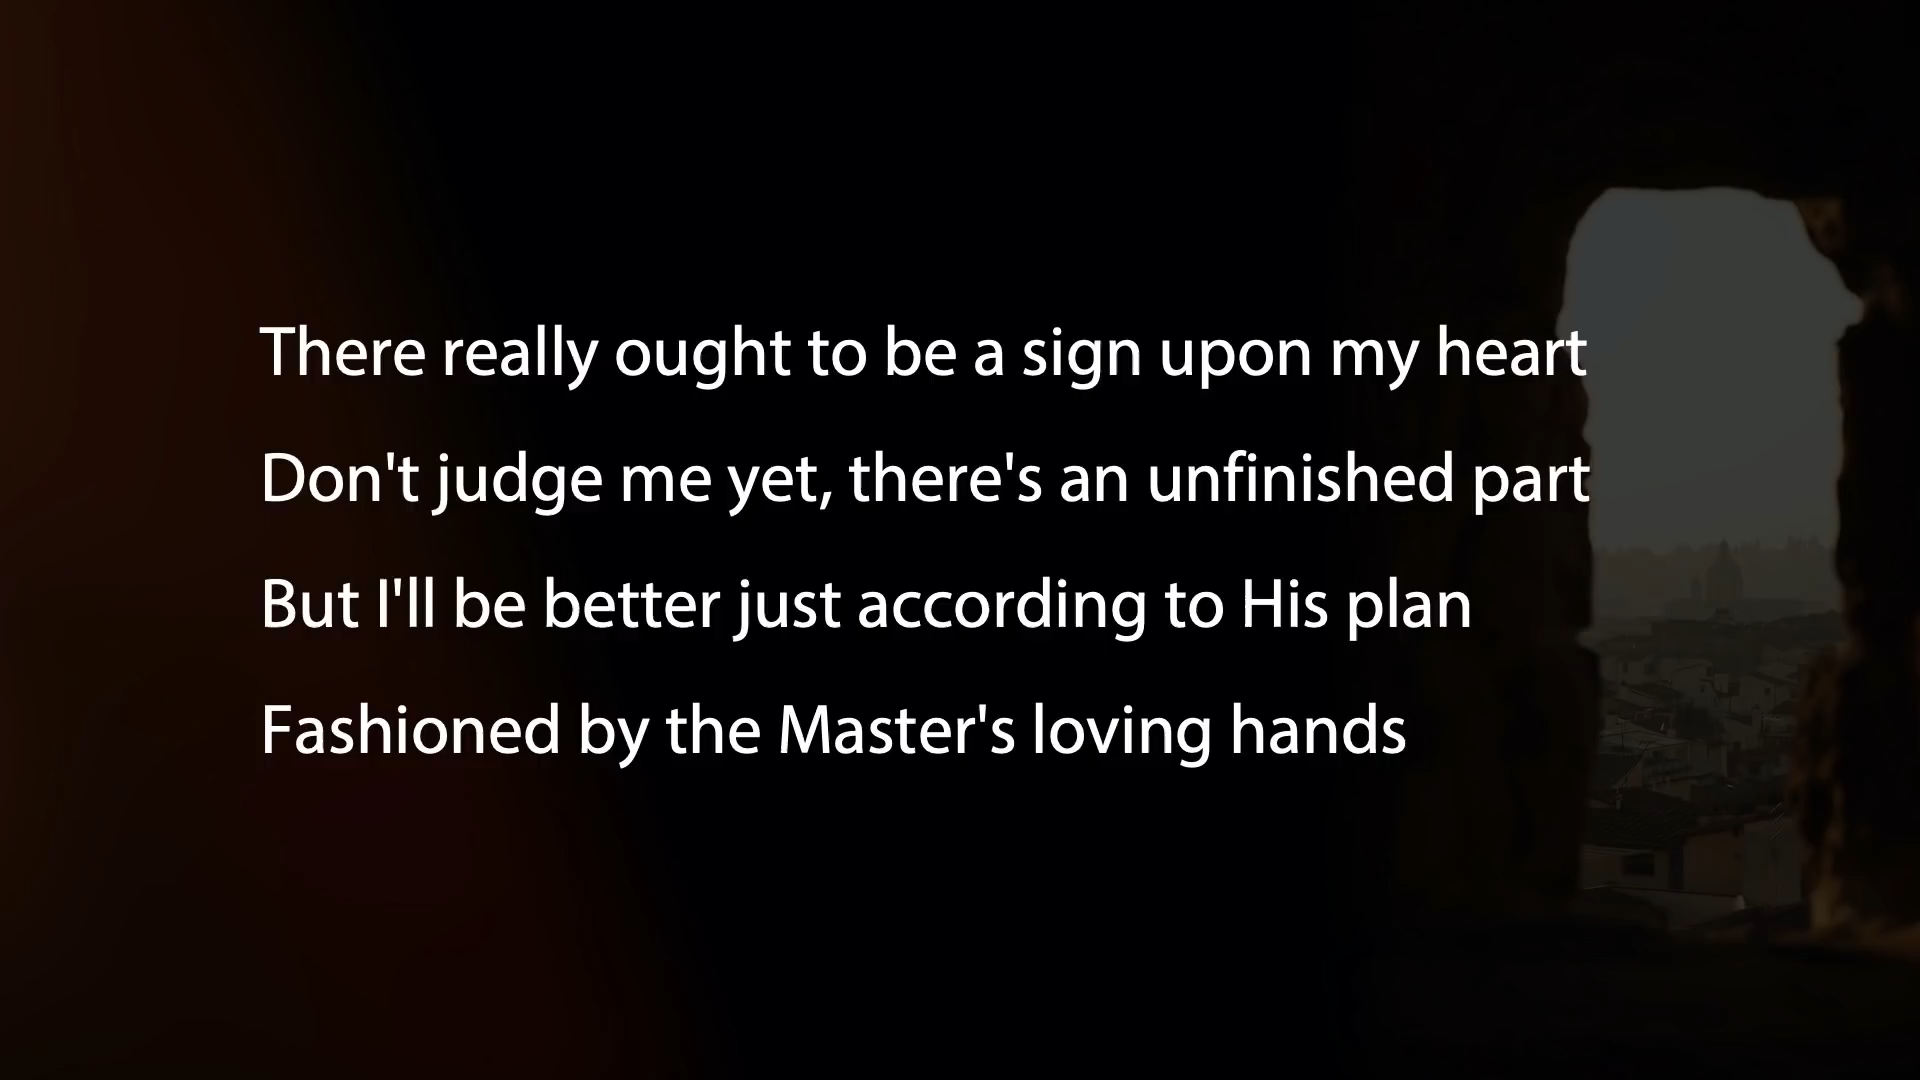 There really ought to be a sign upon my heart
Don't judge me yet, there's an unfinished part
But I'll be better just according to His plan
Fashioned by the Master's loving hands